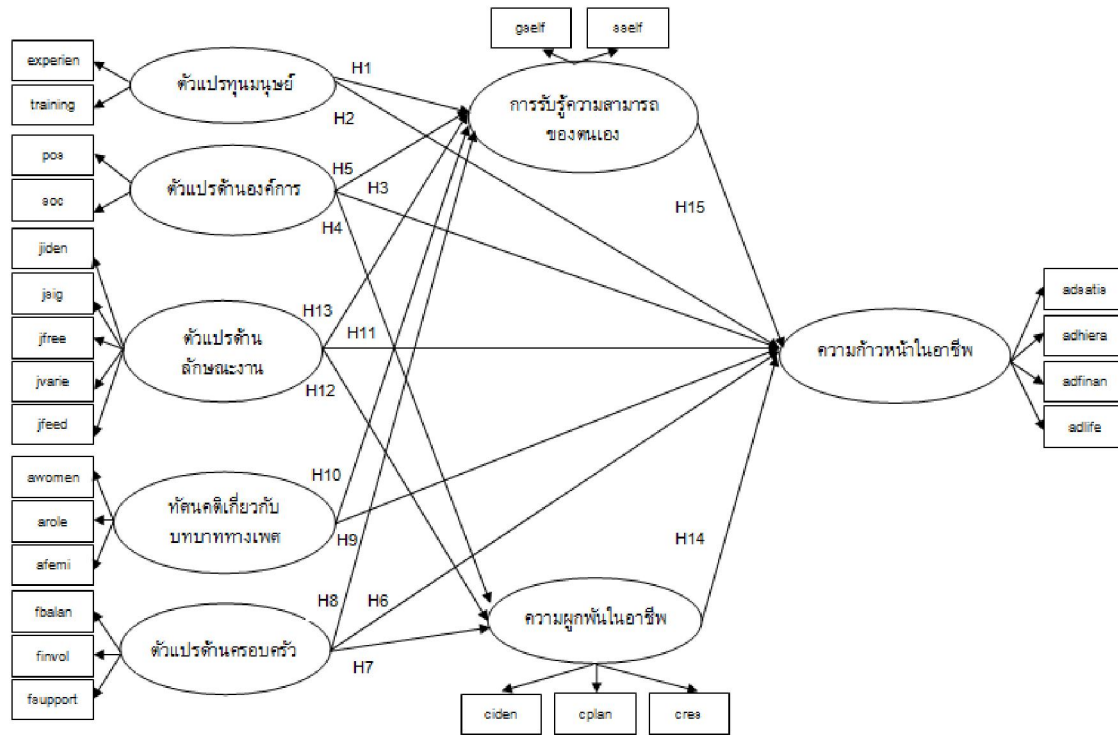 gself
sself
experien
training
ตัวแปรทุนมนุษย์
H1
H2
การรับรู้ความสามารถ
ของตนเอง
pos
soc
ตัวแปรด้านองค์การ
H5
H3
H4
H15
jiden
jsig
jfree
jvarie
jfeed
ตัวแปรด้าน
ลักษณะงาน
H13
H11
H12
ความก้าวหน้าในอาชีพ
adsatis
adhiera
adfinan
adlife
awomen
arole
afemi
ทัศนคติเกี่ยวกับ
บทบาททางเพศ
H10
H9
H14
fbalan
finvol
fsupport
ตัวแปรด้านครอบครัว
H8
H6
H7
ความผูกพันในอาชีพ
ciden
cplan
cres